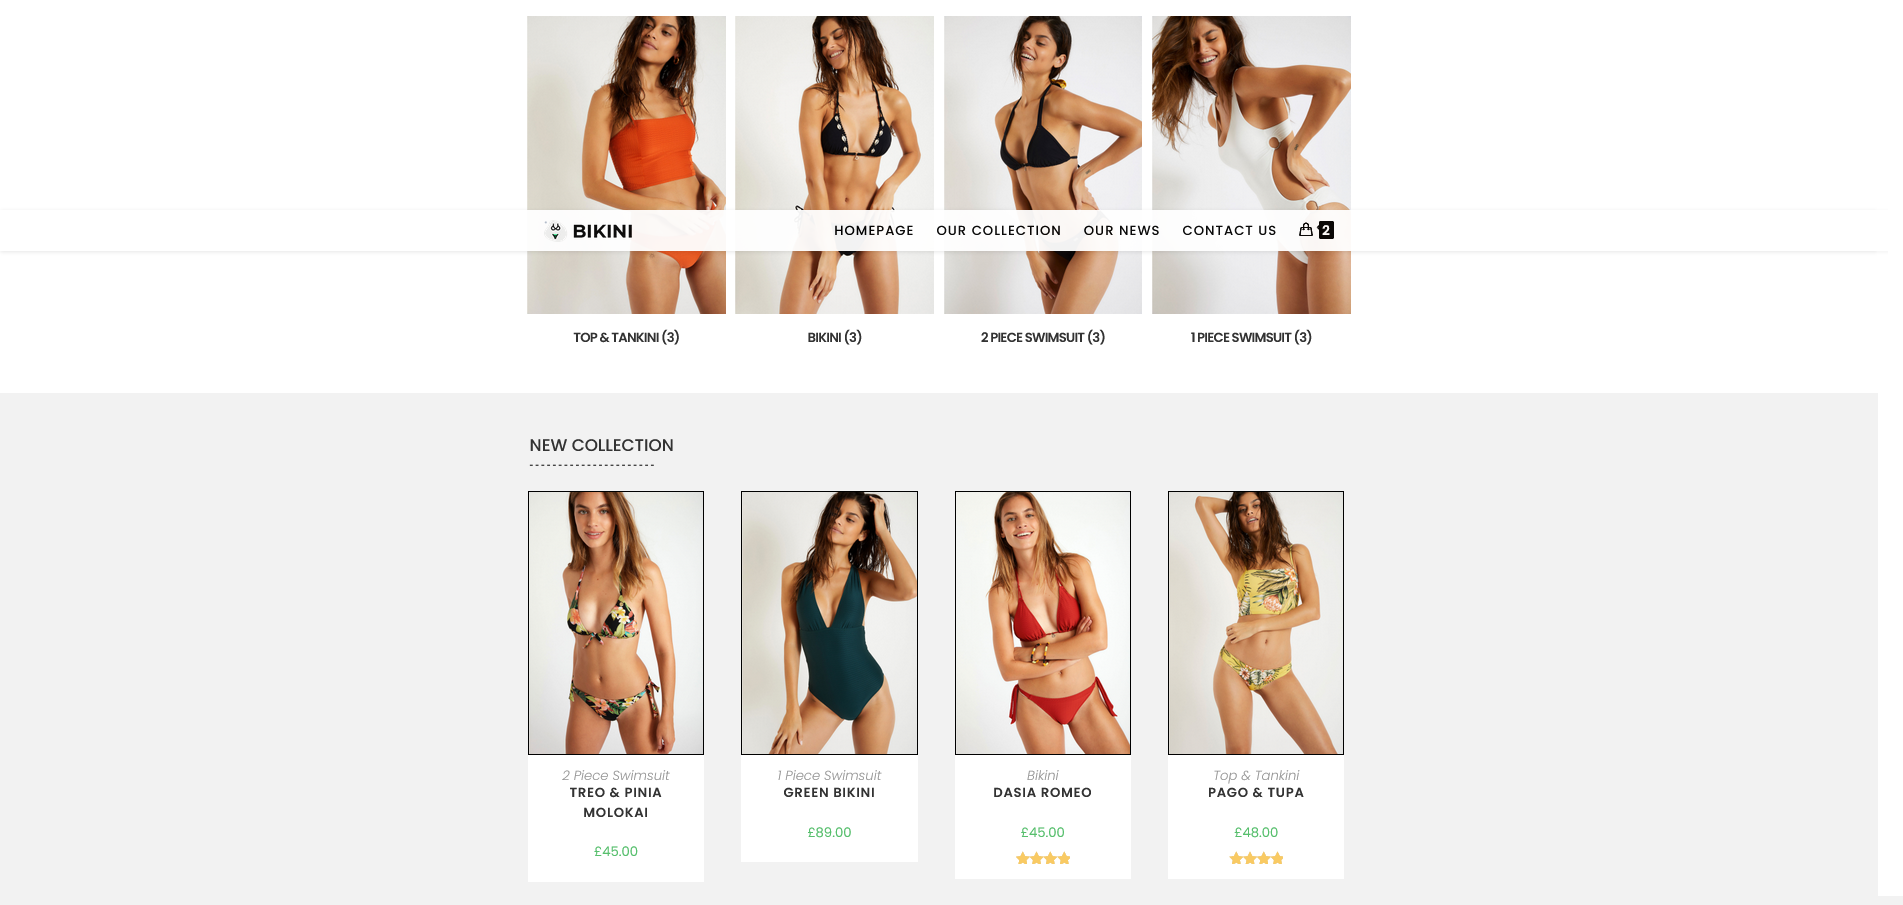 BIKINI
HOMEPAGE OUR COLLECTION OUR NEWS CONTACT US 2
TOP & TANKINI (3) BIKINI (3) 2 PIECE SWIMSUIT (3) 1 PIECE SWIMSUIT (3)
NEW COLLECTION
2 Piece Swimsuit
TREO & PINIA
MOLOKAI
£45.00
1 Piece Swimsuit
GREEN BIKINI
£89.00
Bikini
DASIA ROMEO
£45.00
Top & Tankini
PAGO & TUPA
£48.00